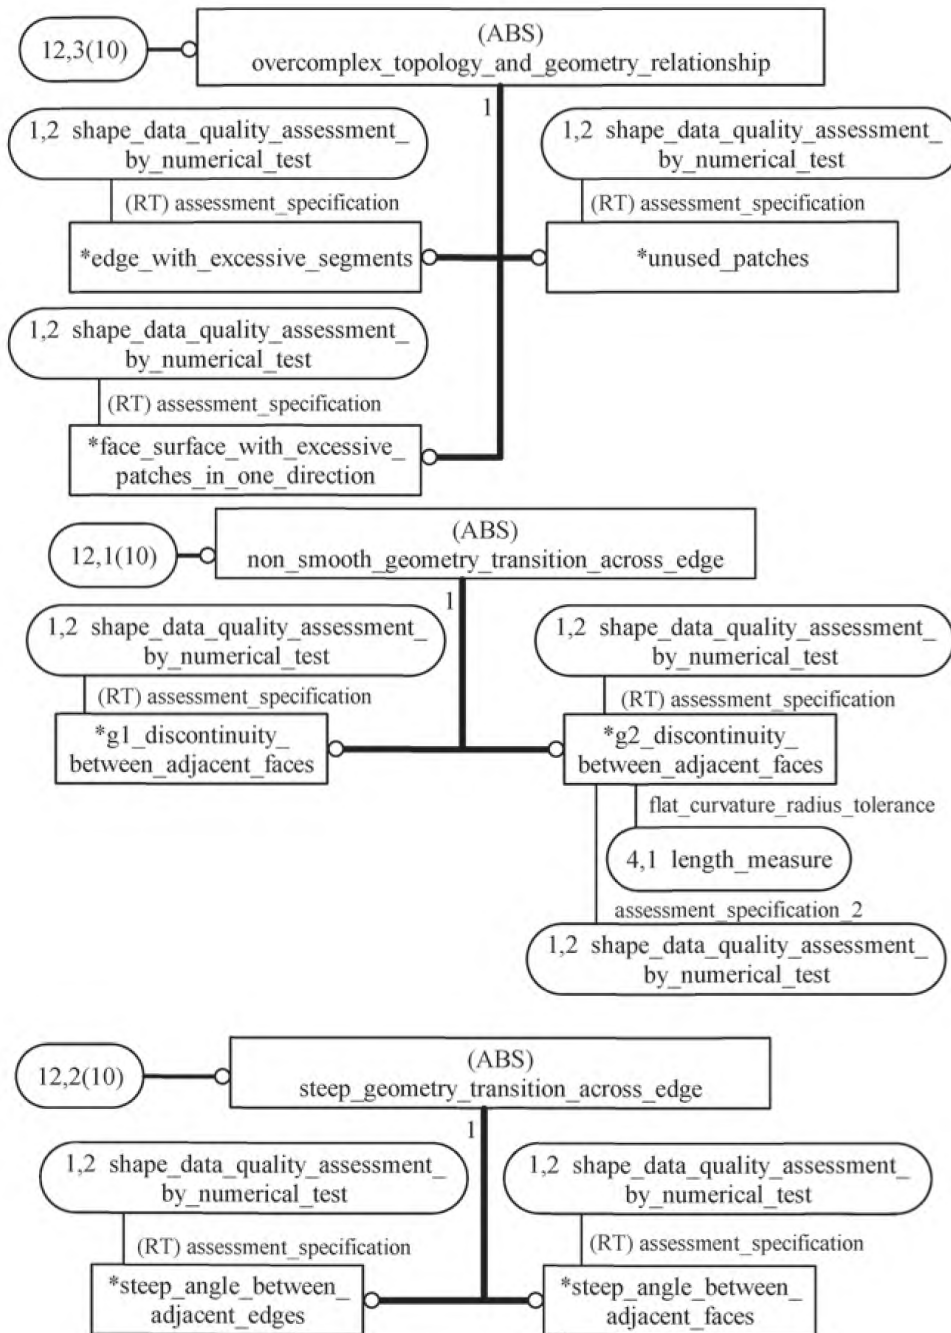 12,3(10)
(ABS)
overcomplex_topology_and_geometry_relationship
1
1,2 shape_data_quality_assessment_
by_numerical_test
1,2 shape_data_quality_assessment_
by_numerical_test
(RT) assessment_specification
(RT) assessment_specification
*edge_with_excessive_segments
*unused_patches
1,2 shape_data_quality_assessment_
by_numerical_test
(RT) assessment_specification
*face_surface_with_excessive_
patches_in_one_direction
12,1(10)
(ABS)
non_smooth_geometry_transition_across_edge
1
1,2 shape_data_quality_assessment_
by_numerical_test
1,2 shape_data_quality_assessment_
by_numerical_test
(RT) assessment_specification
(RT) assessment_specification
*g1_discontinuity_
between_adjacent_faces
*g2_discontinuity_
between_adjacent_faces
flat_curvature_radius_tolerance
4,1 length_measure
assessment_specification_2
1,2 shape_data_quality_assessment_
by_numerical_test
12,2(10)
(ABS)
steep_geometry_transition_across_edge
1
1,2 shape_data_quality_assessment_
by_numerical_test
1,2 shape_data_quality_assessment_
by_numerical_test
(RT) assessment_specification
(RT) assessment_specification
*steep_angle_between_
adjacent_edges
*steep_angle_between_
adjacent_faces